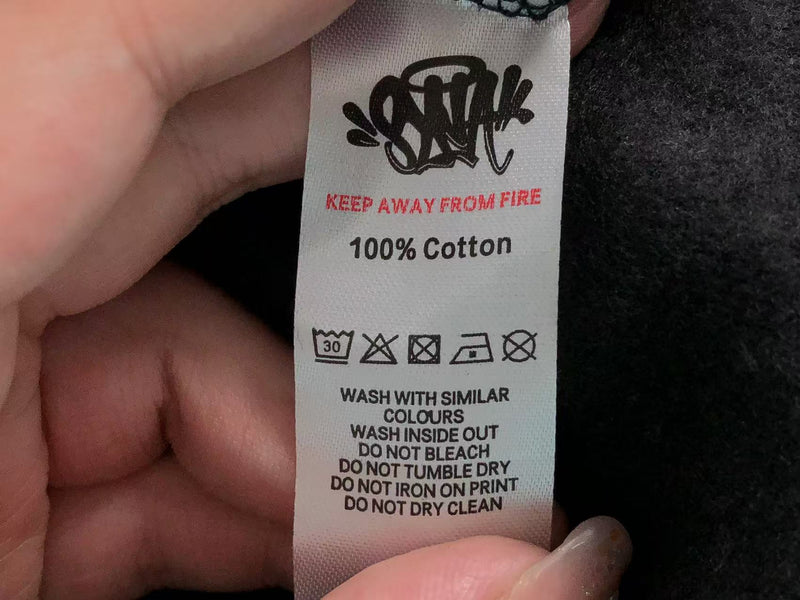 SYNA
KEEP AWAY FROM FIRE
100% Cotton
30
WASH WITH SIMILAR
COLOURS
WASH INSIDE OUT
DO NOT BLEACH
DO NOT TUMBLE DRY
DO NOT IRON ON PRINT
DO NOT DRY CLEAN